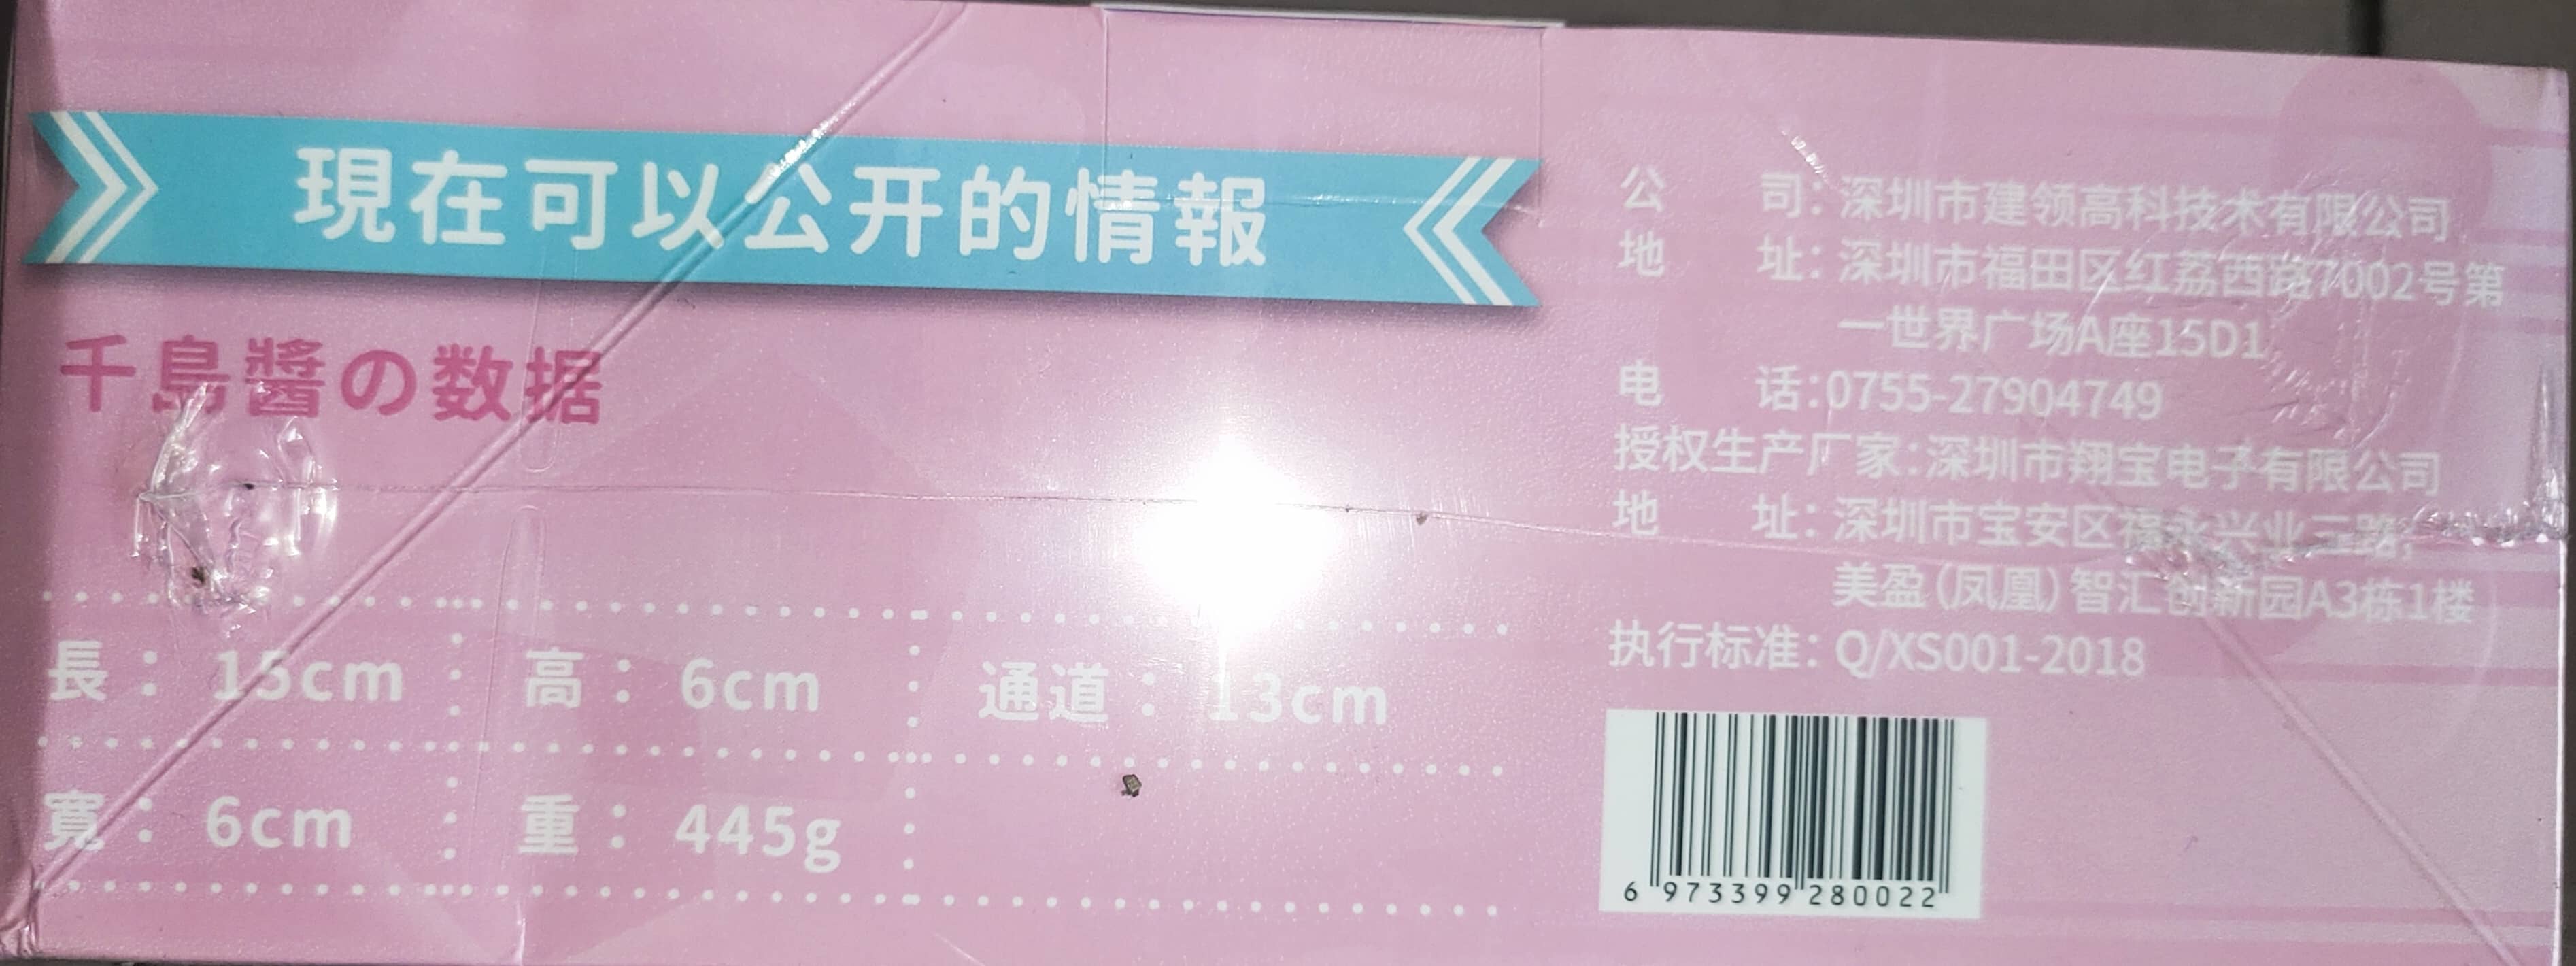 現在可以公开的情報
千島醬の数据
長： 15cm
高： 6cm
通道： 13cm
寬： 6cm
重： 445g
公 司：深圳市建领高科技术有限公司
地 址：深圳市福田区红荔西路7002号第
一世界广场A座15D1
电 话：0755-27904749
授权生产厂家：深圳市翔宝电子有限公司
地 址：深圳市宝安区福永兴业三路，
美盈（凤凰）智汇创新园A3栋1楼
执行标准：Q/XS001-2018
6 973399 280022